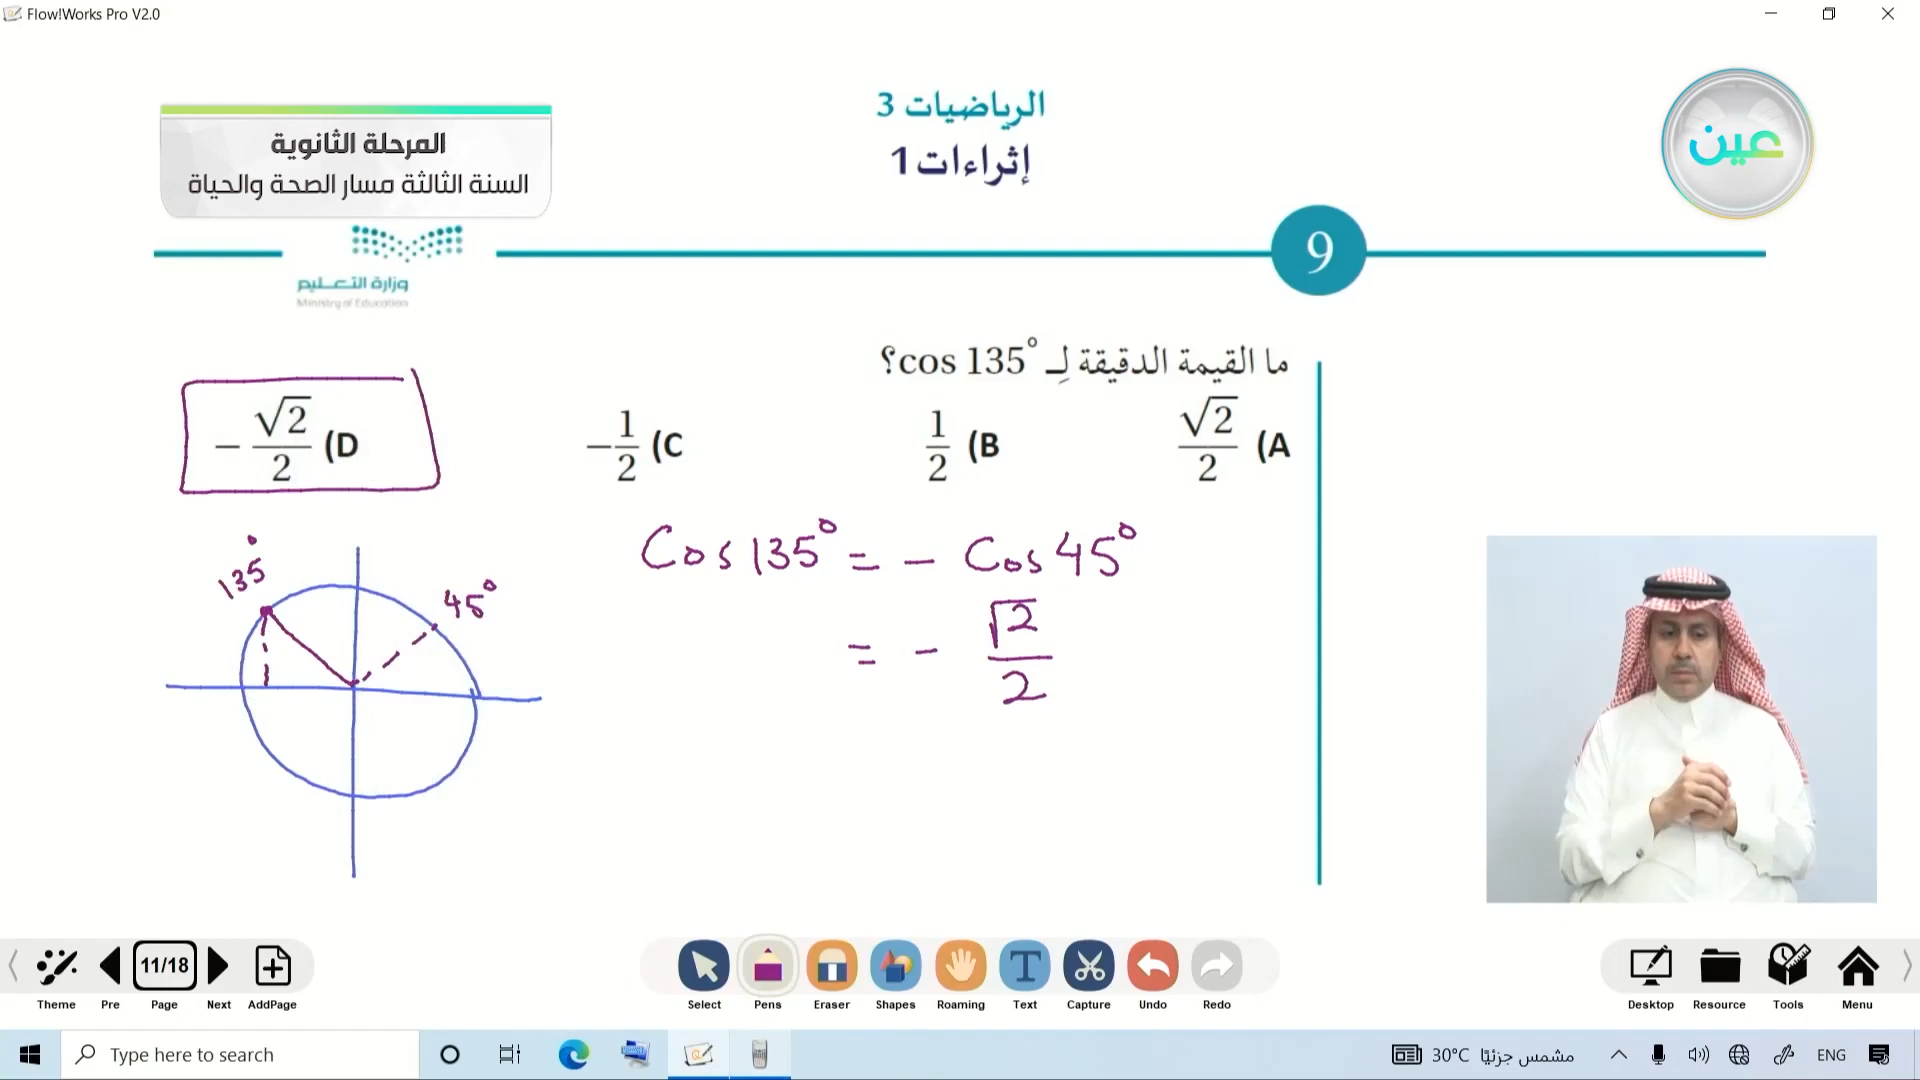 Flow!Works Pro V2.0
الرياضيات 3
إثراءات 1
المرحلة الثانوية
السنة الثالثة مسار الصحة والحياة
عين
وزارة التعليم
Ministry of Education
9
ما القيمة الدقيقة لِـ cos 135°؟
√2/2 (A
1/2 (B
-1/2 (C
-√2/2 (D
Cos 135° = - Cos 45°
= - √2/2
135°
45°
11/18
Theme
Pre
Page
Next
AddPage
Select
Pens
Eraser
Shapes
Roaming
T
Text
Capture
Undo
Redo
Desktop
Resource
Tools
Menu
Type here to search
30°C مشمس جزئيًا
ENG